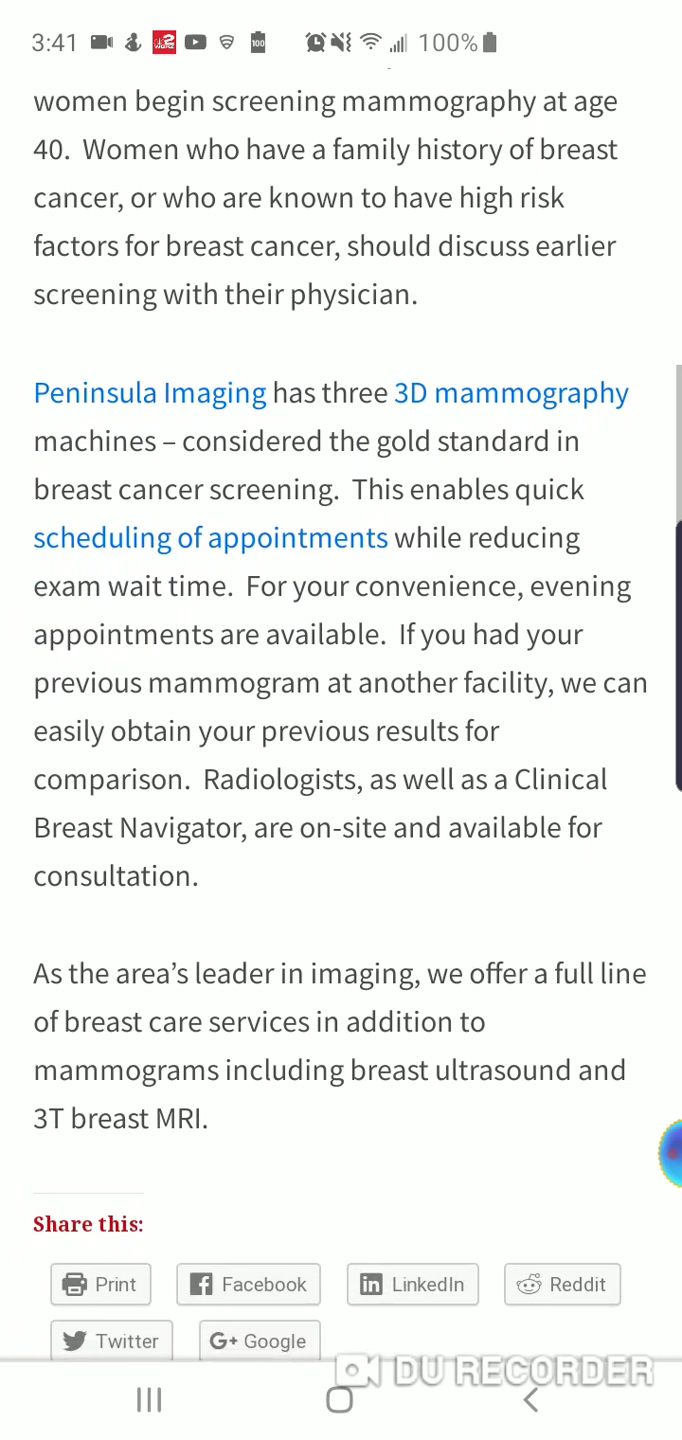 3:41 100 100%
women begin screening mammography at age
40. Women who have a family history of breast
cancer, or who are known to have high risk
factors for breast cancer, should discuss earlier
screening with their physician.
Peninsula Imaging has three 3D mammography
machines – considered the gold standard in
breast cancer screening. This enables quick
scheduling of appointments while reducing
exam wait time. For your convenience, evening
appointments are available. If you had your
previous mammogram at another facility, we can
easily obtain your previous results for
comparison. Radiologists, as well as a Clinical
Breast Navigator, are on-site and available for
consultation.
As the area’s leader in imaging, we offer a full line
of breast care services in addition to
mammograms including breast ultrasound and
3T breast MRI.
Share this:
Print Facebook LinkedIn Reddit
Twitter G+ Google
DU RECORDER